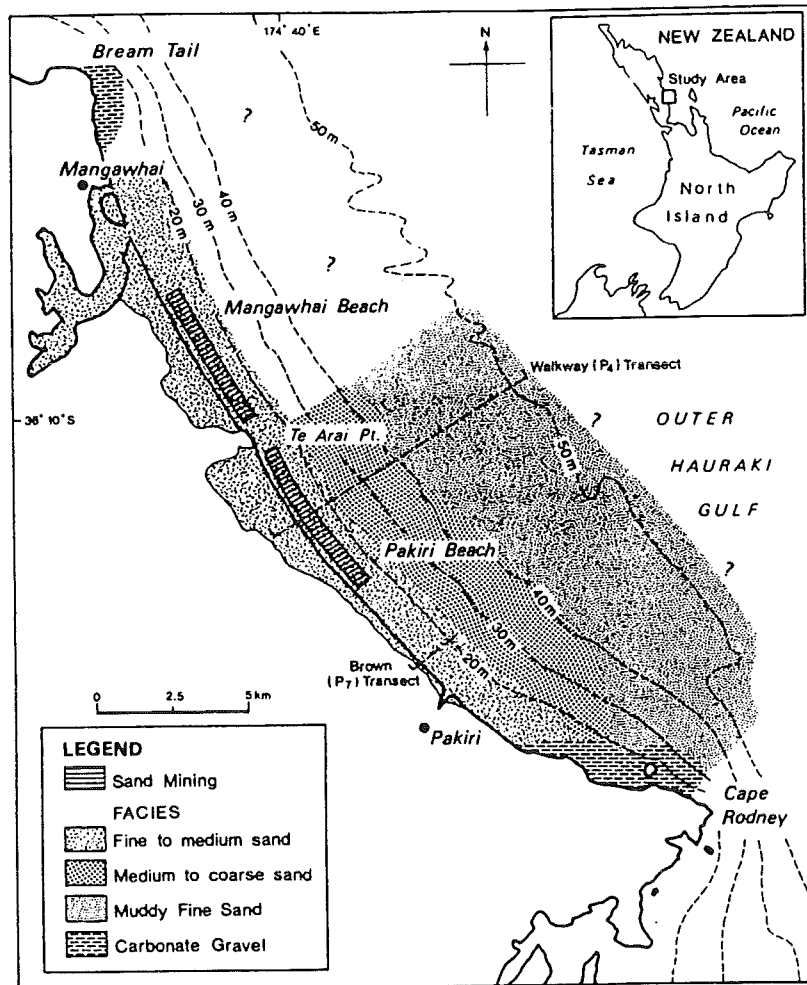 174° 40' E
Bream Tail
N
NEW ZEALAND
Study Area
Pacific
Ocean
Tasman
Sea
North
Island
?
50 m
Mangawhai
40 m
30 m
20 m
?
Mangawhai Beach
Walkway (P4) Transect
36° 10' S
Te Arai Pt.
?
OUTER
HAURAKI
GULF
50 m
?
Pakiri Beach
40 m
30 m
20 m
Brown
(P7) Transect
0 2.5 5 km
Pakiri
Cape
Rodney
LEGEND
Sand Mining
FACIES
Fine to medium sand
Medium to coarse sand
Muddy Fine Sand
Carbonate Gravel